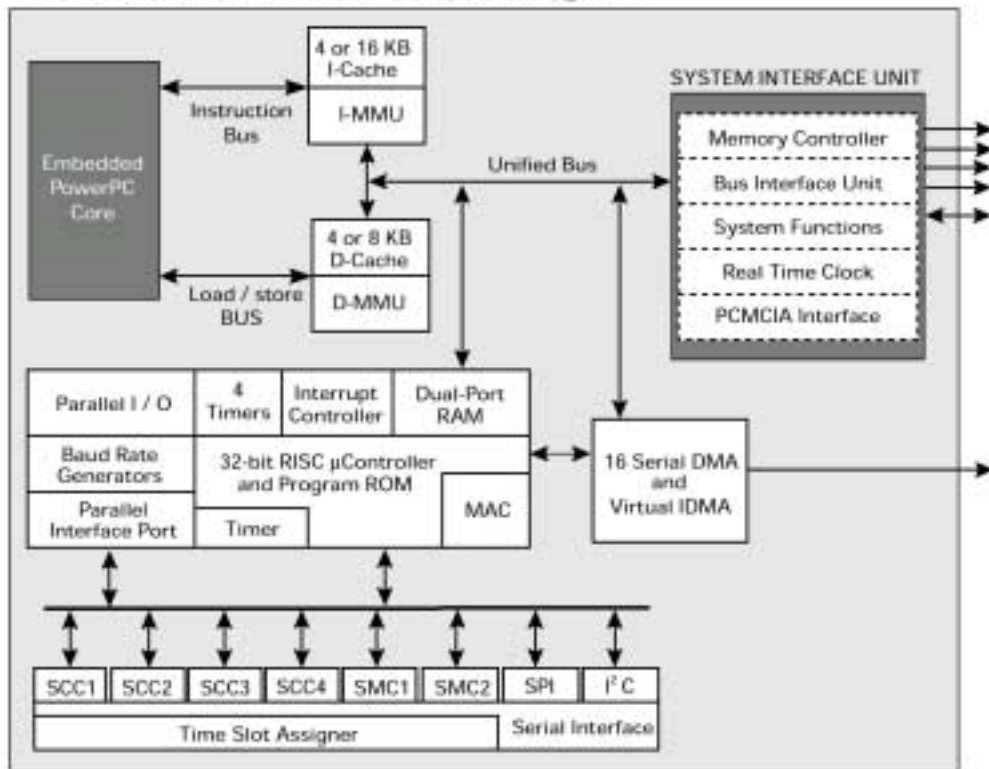 4 or 16 KB
I-Cache
I-MMU
Instruction
Bus
Embedded
PowerPC
Core
Unified Bus
4 or 8 KB
D-Cache
D-MMU
Load / store
BUS
SYSTEM INTERFACE UNIT
Memory Controller
Bus Interface Unit
System Functions
Real Time Clock
PCMCIA Interface
Parallel I / O
4
Timers
Interrupt
Controller
Dual-Port
RAM
Baud Rate
Generators
32-bit RISC µController
and Program ROM
MAC
Parallel
Interface Port
Timer
16 Serial DMA
and
Virtual IDMA
SCC1
SCC2
SCC3
SCC4
SMC1
SMC2
SPI
I² C
Time Slot Assigner
Serial Interface